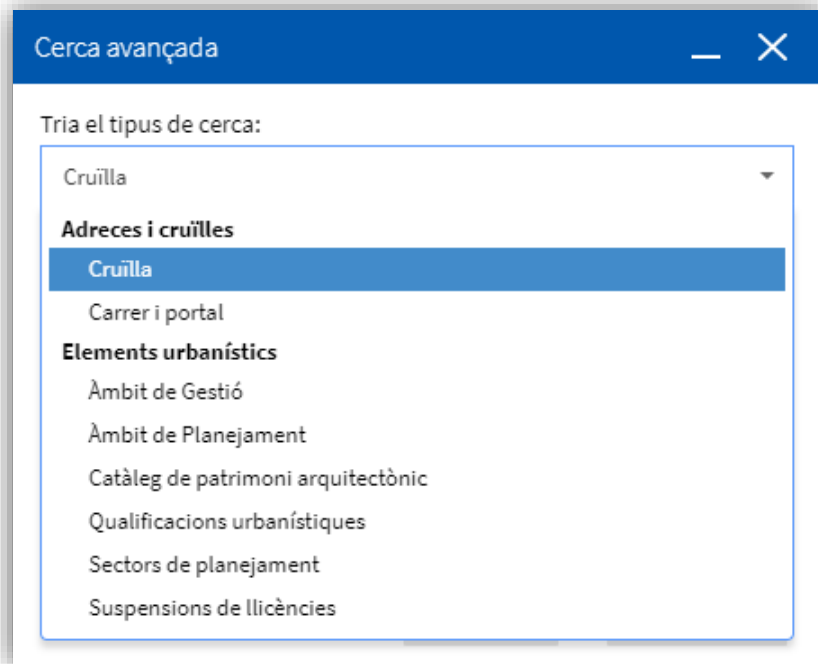 Cerca avançada
Tria el tipus de cerca:
Cruïlla
Adreces i cruïlles
Cruïlla
Carrer i portal
Elements urbanístics
Àmbit de Gestió
Àmbit de Planejament
Catàleg de patrimoni arquitectònic
Qualificacions urbanístiques
Sectors de planejament
Suspensions de llicències